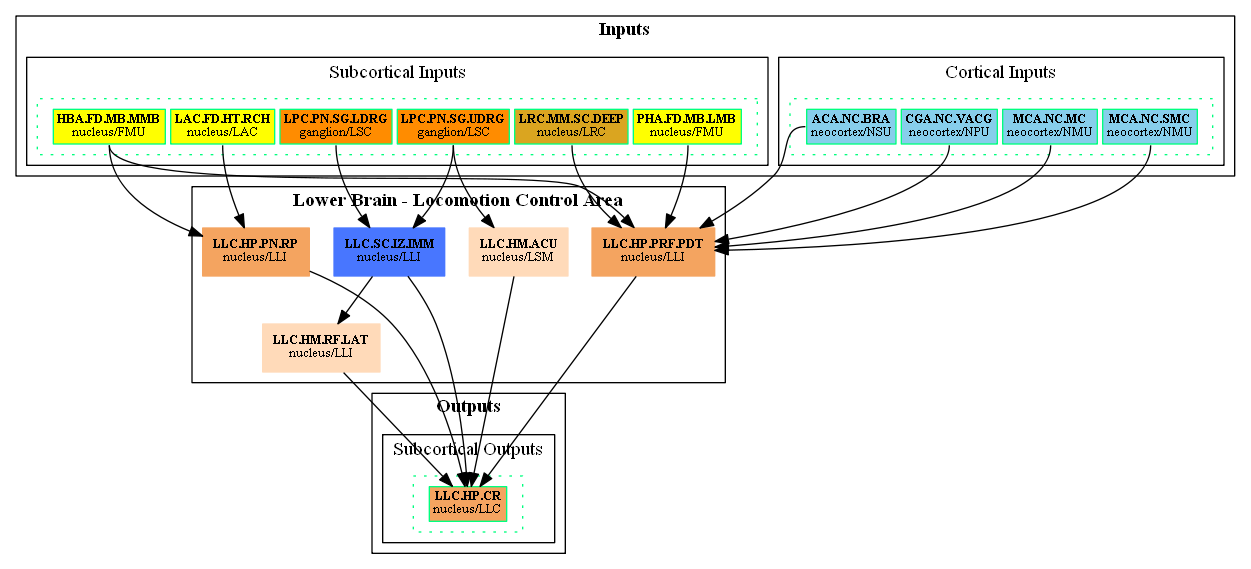 Inputs
Subcortical Inputs
Cortical Inputs
HBA.FD.MB.MMB
nucleus/FMU
LAC.FD.HT.RCH
nucleus/LAC
LPC.PN.SG.LDRG
ganglion/LSC
LPC.PN.SG.UDRG
ganglion/LSC
LRC.MM.SC.DEEP
nucleus/LRC
PHA.FD.MB.LMB
nucleus/FMU
ACA.NC.BRA
neocortex/NSU
CGA.NC.VACG
neocortex/NPU
MCA.NC.MC
neocortex/NMU
MCA.NC.SMC
neocortex/NMU
Lower Brain - Locomotion Control Area
LLC.HP.PN.RP
nucleus/LLI
LLC.SC.IZ.IMM
nucleus/LLI
LLC.HM.ACU
nucleus/LSM
LLC.HP.PRF.PDT
nucleus/LLI
LLC.HM.RF.LAT
nucleus/LLI
Outputs
Subcortical Outputs
LLC.HP.CR
nucleus/LLC